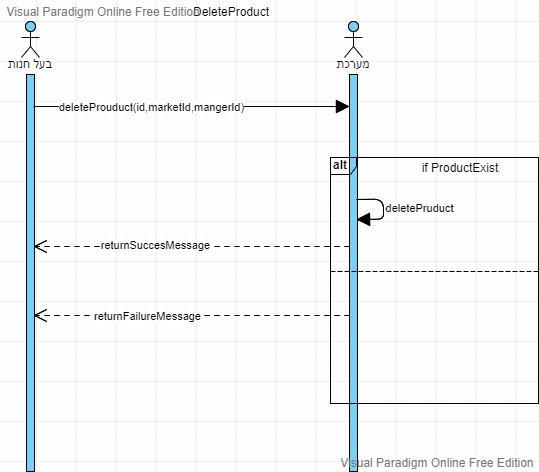 Visual Paradigm Online Free Edition
DeleteProduct
בעל חנות
מערכת
deleteProuduct(id,marketId,mangerId)
alt
if ProductExist
deletePruduct
returnSuccesMessage
returnFailureMessage
Visual Paradigm Online Free Edition